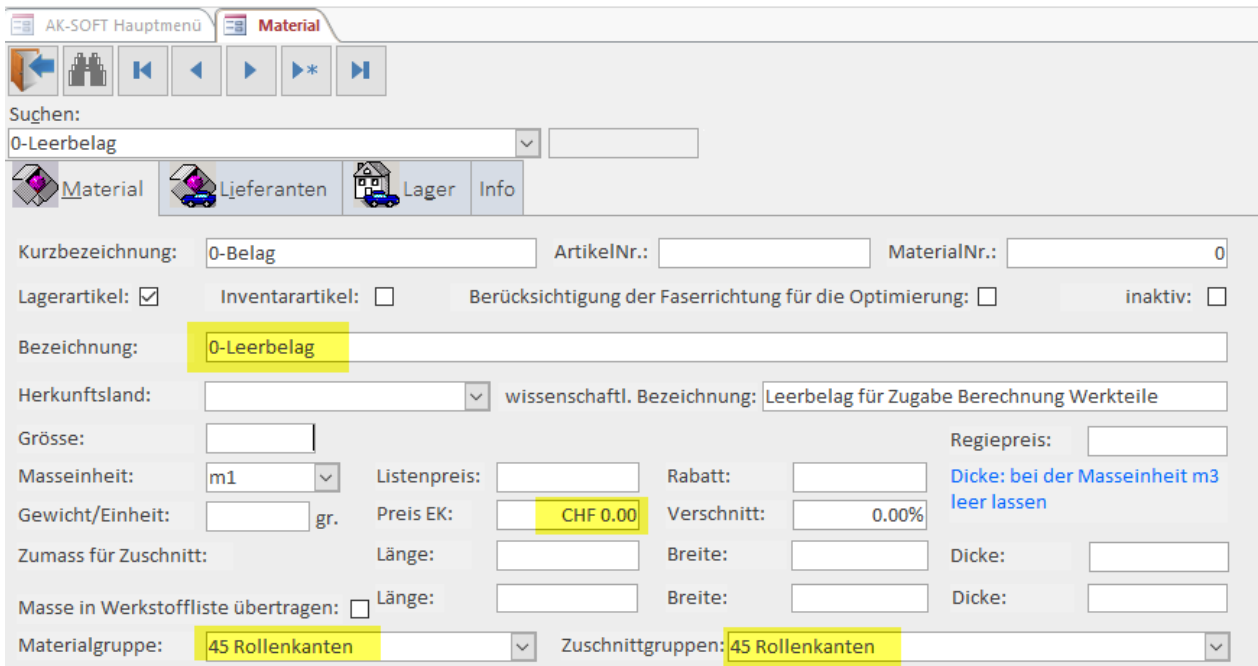 AK-SOFT Hauptmenü Material
Suchen:
0-Leerbelag
Material Lieferanten Lager Info
Kurzbezeichnung: 0-Belag ArtikelNr.: MaterialNr.: 0
Lagerartikel: Inventarartikel: Berücksichtigung der Faserrichtung für die Optimierung: inaktiv:
Bezeichnung: 0-Leerbelag
Herkunftsland: wissenschaftl. Bezeichnung: Leerbelag für Zugabe Berechnung Werkteile
Grösse: Regiepreis:
Masseinheit: m1 Listenpreis: Rabatt: Dicke: bei der Masseinheit m3
leer lassen
Gewicht/Einheit: gr. Preis EK: CHF 0.00 Verschnitt: 0.00%
Zumass für Zuschnitt: Länge: Breite: Dicke:
Masse in Werkstoffliste übertragen: Länge: Breite: Dicke:
Materialgruppe: 45 Rollenkanten Zuschnittgruppen: 45 Rollenkanten